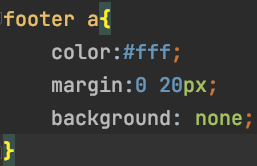 footer a{
    color:#fff;
    margin:0 20px;
    background: none;
}